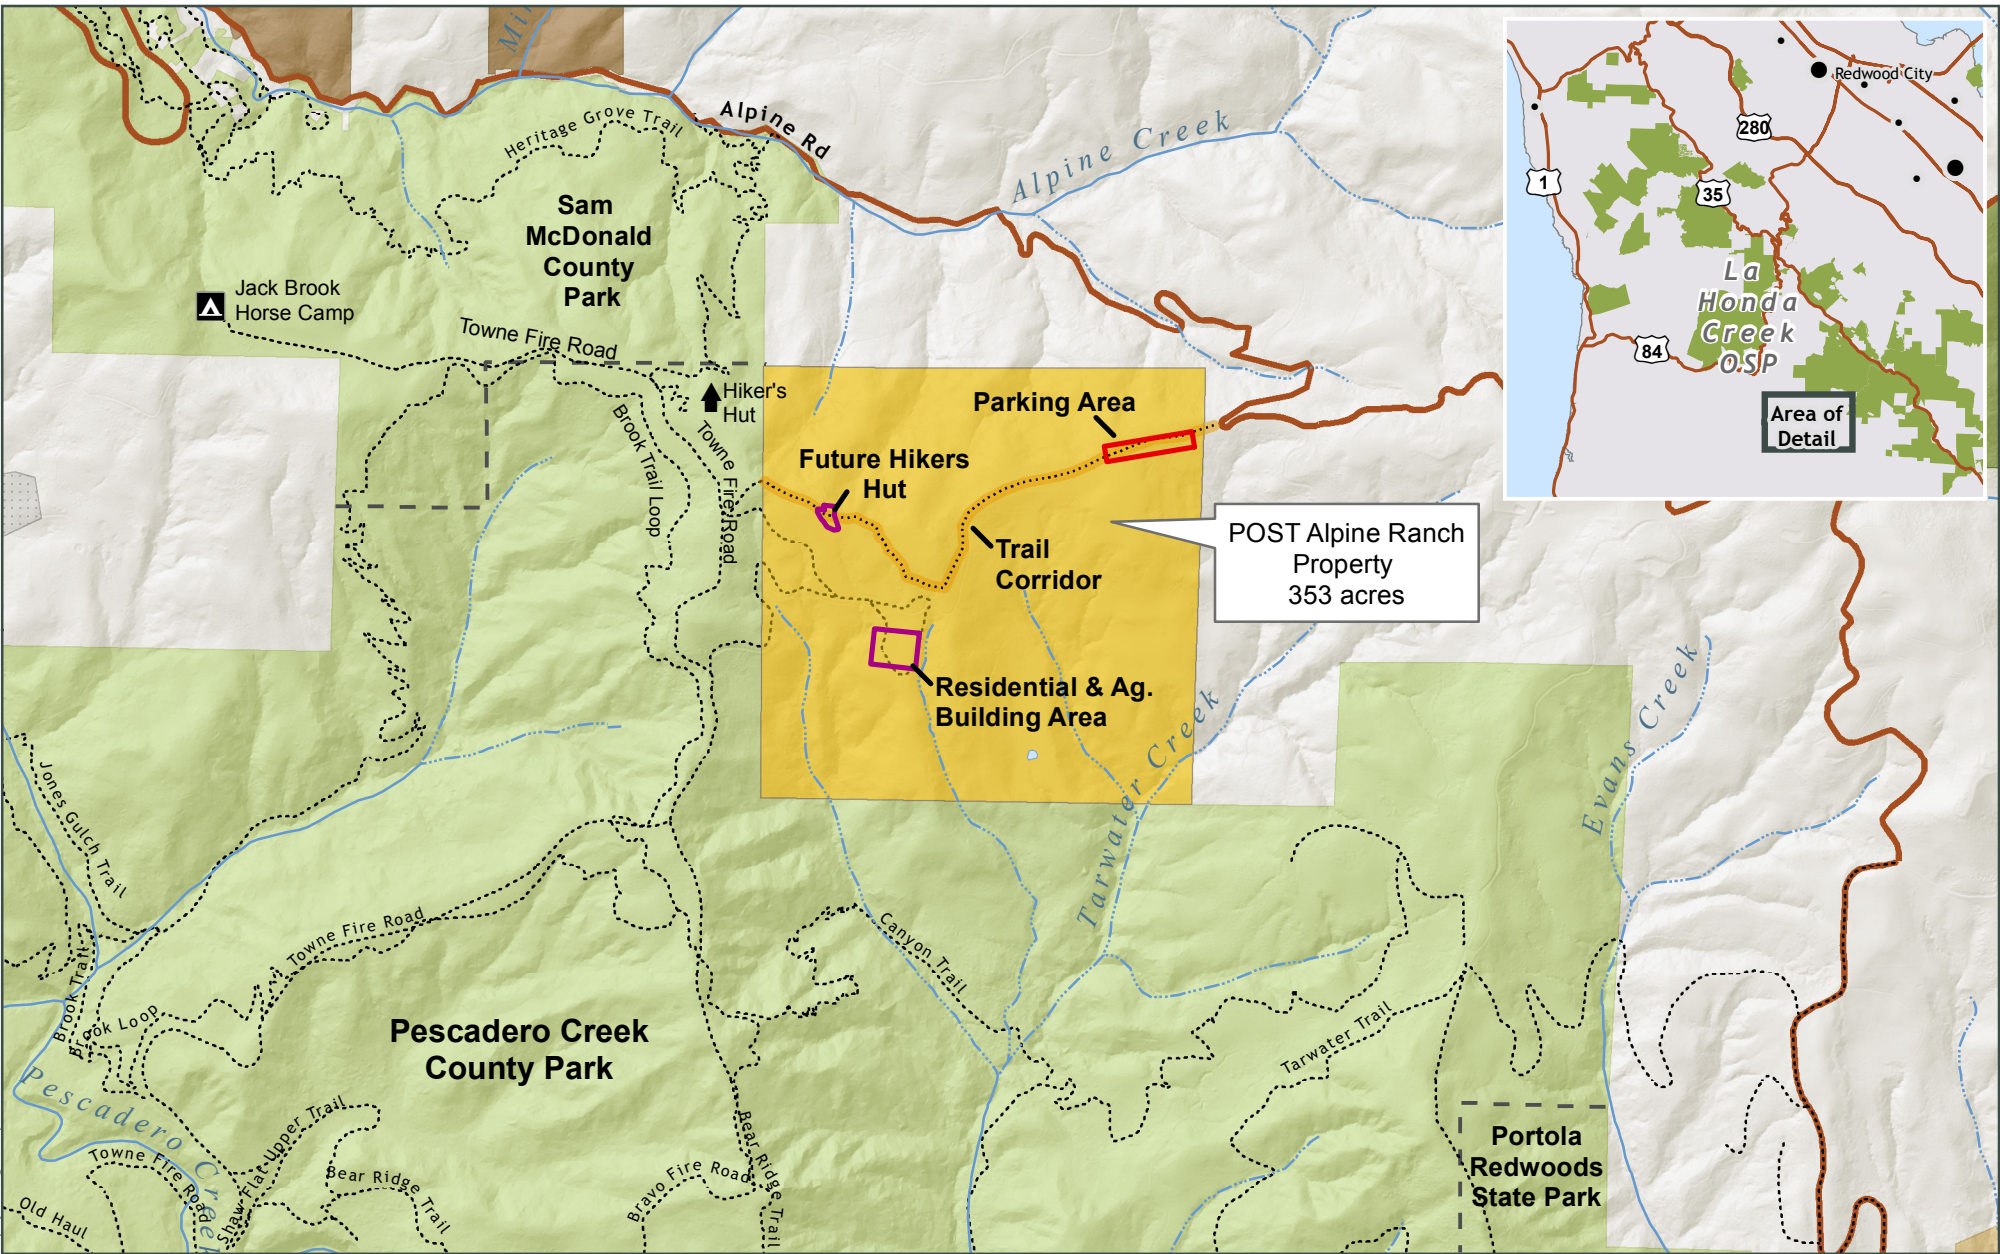 Mi
Heritage Grove Trail
Alpine Rd
Alpine Creek
Sam
McDonald
County
Park
Jack Brook
Horse Camp
Towne Fire Road
Hiker's
Hut
Brook Trail Loop
Towne Fire Road
Parking Area
Future Hikers
Hut
Trail
Corridor
POST Alpine Ranch
Property
353 acres
Residential & Ag.
Building Area
Tarwater Creek
Evans Creek
Jones Gulch Trail
Towne Fire Road
Brook Trail
Brook Loop
Canyon Trail
Pescadero Creek
County Park
Tarwater Trail
Pescadero Creek
Shaw Flat Upper Trail
Towne Fire Road
Old Haul
Bear Ridge Trail
Bravo Fire Road
Bear Ridge Trail
Portola
Redwoods
State Park
Redwood City
280
1
35
La
Honda
Creek
OSP
84
Area of
Detail